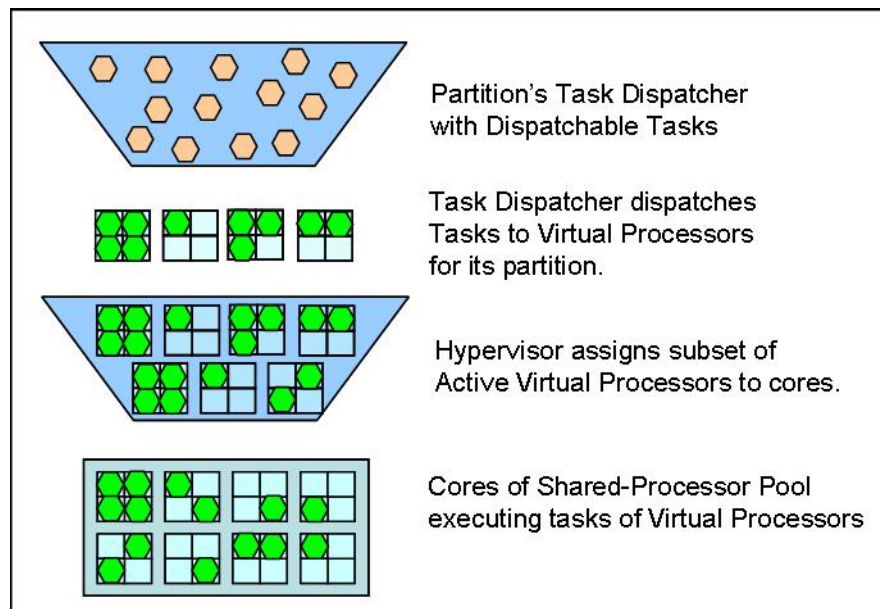 Partition's Task Dispatcher
with Dispatchable Tasks
Task Dispatcher dispatches
Tasks to Virtual Processors
for its partition.
Hypervisor assigns subset of
Active Virtual Processors to cores.
Cores of Shared-Processor Pool
executing tasks of Virtual Processors